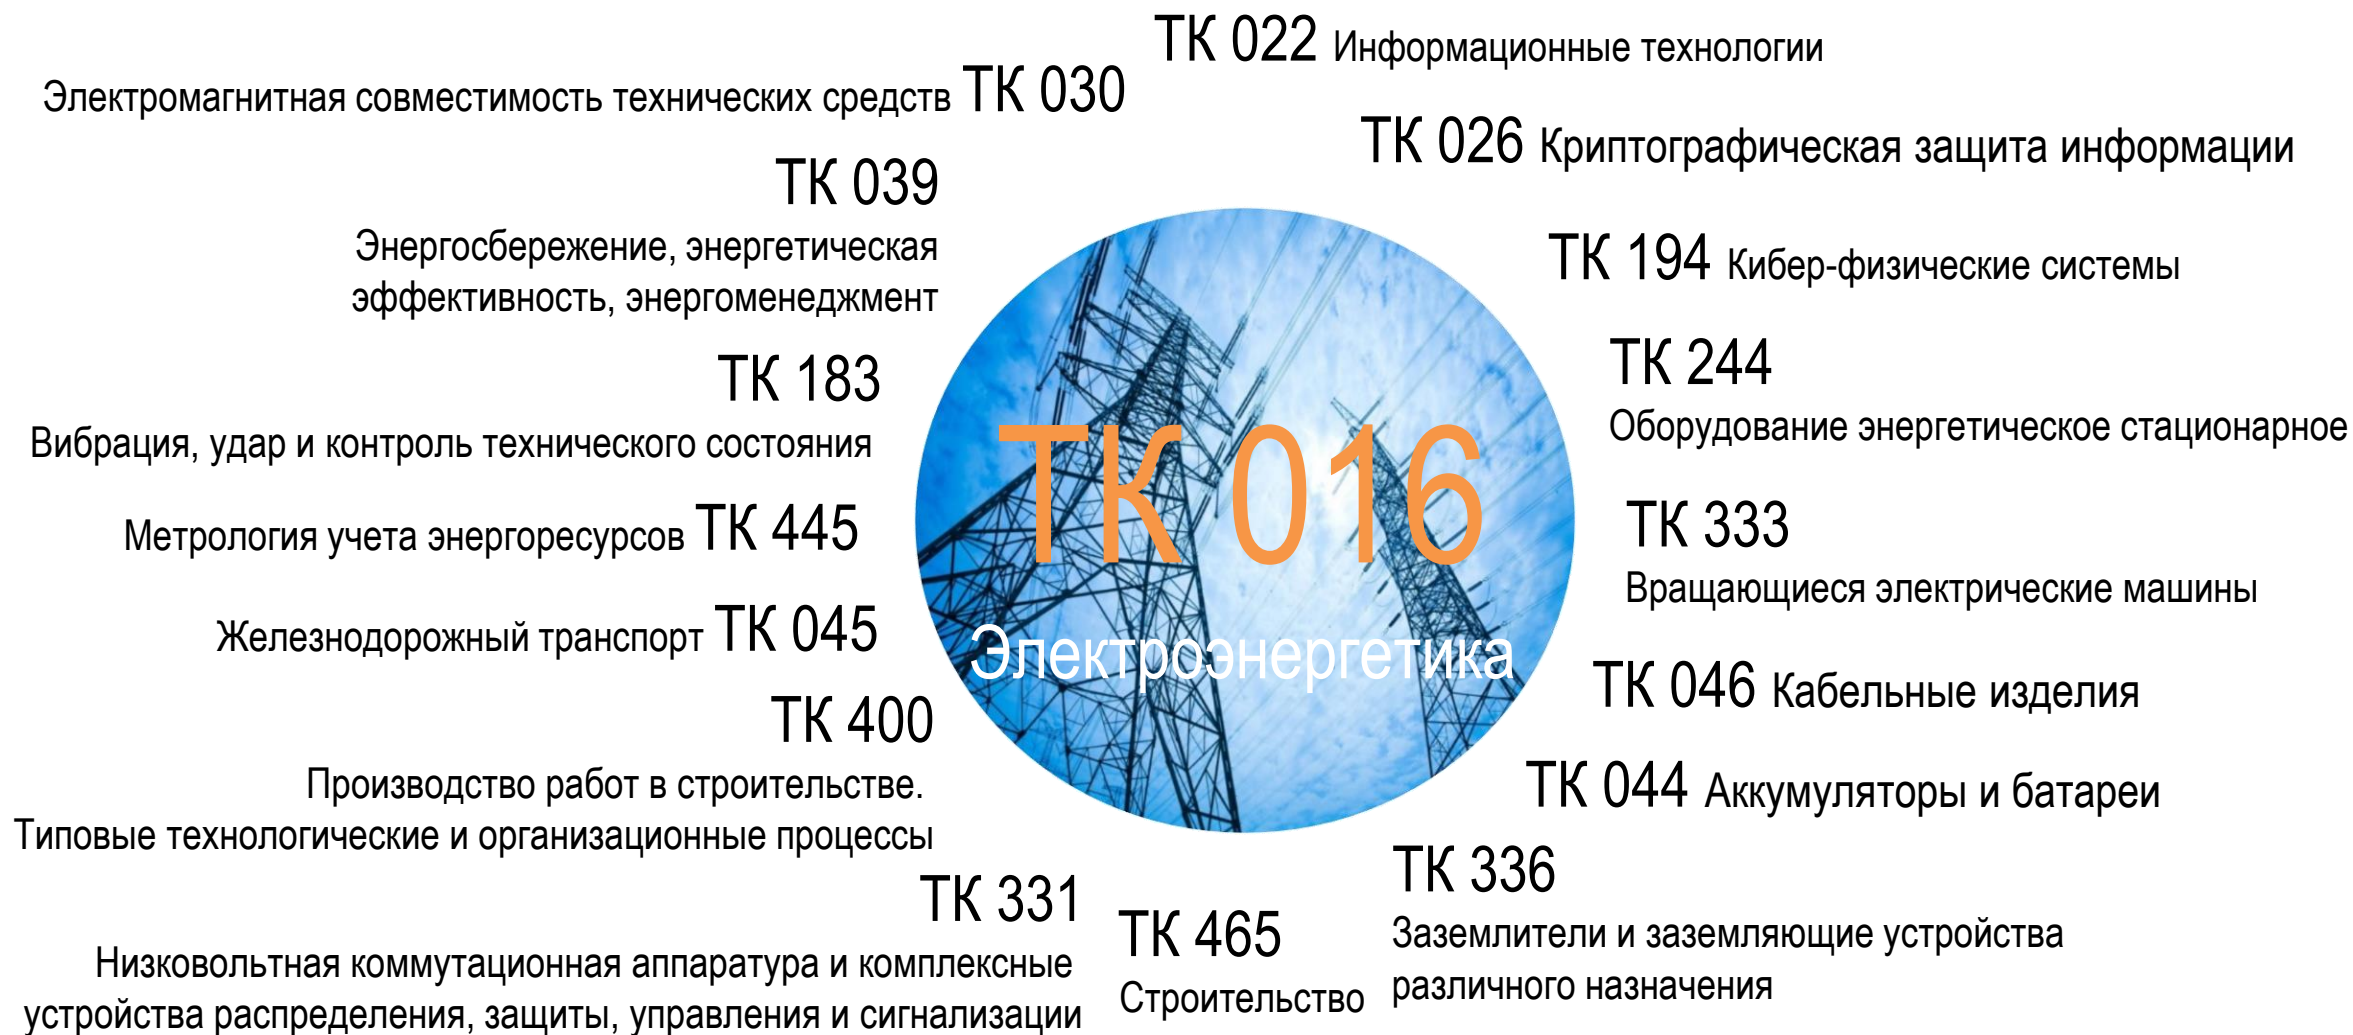 ТК 022 Информационные технологии
Электромагнитная совместимость технических средств ТК 030
ТК 026 Криптографическая защита информации
ТК 039
Энергосбережение, энергетическая
эффективность, энергоменеджмент
ТК 194 Кибер-физические системы
ТК 183
Вибрация, удар и контроль технического состояния
ТК 244
Оборудование энергетическое стационарное
ТК 016
Электроэнергетика
Метрология учета энергоресурсов ТК 445
ТК 333
Вращающиеся электрические машины
Железнодорожный транспорт ТК 045
ТК 046 Кабельные изделия
ТК 400
Производство работ в строительстве.
Типовые технологические и организационные процессы
ТК 044 Аккумуляторы и батареи
ТК 331
Низковольтная коммутационная аппаратура и комплексные
устройства распределения, защиты, управления и сигнализации
ТК 465
Строительство
ТК 336
Заземлители и заземляющие устройства
различного назначения